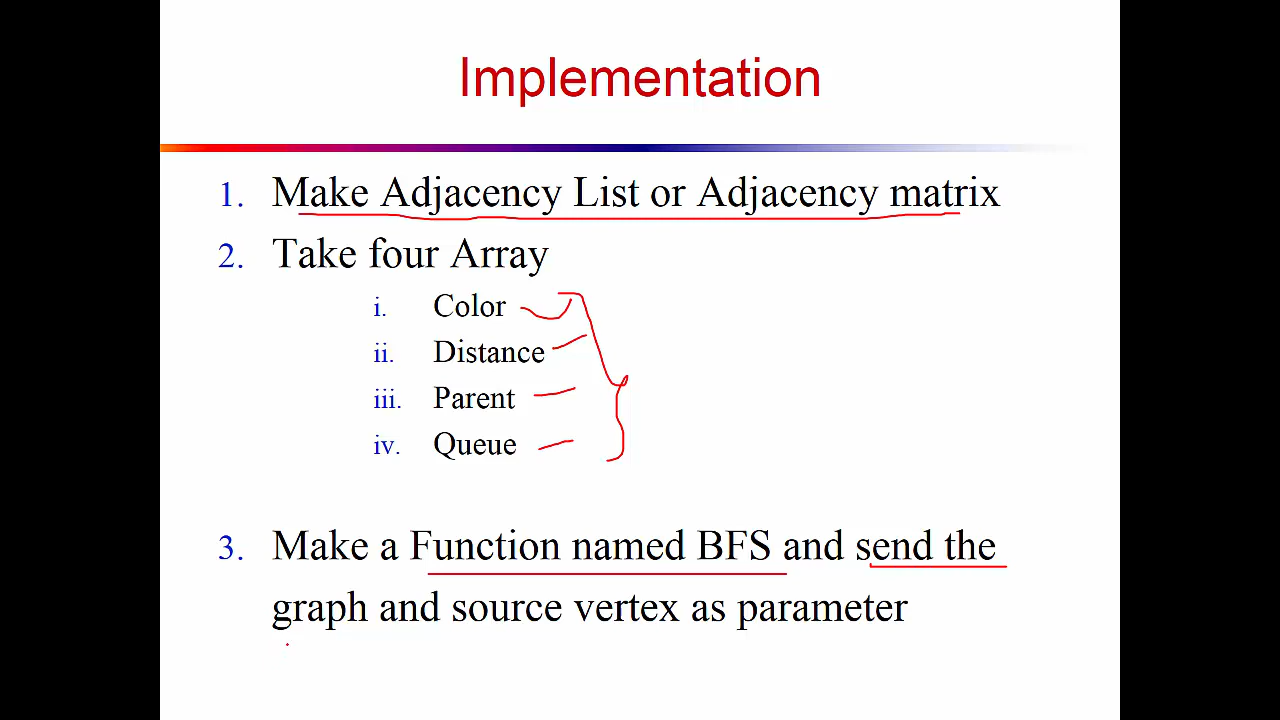 Implementation
1. Make Adjacency List or Adjacency matrix
2. Take four Array
i. Color
ii. Distance
iii. Parent
iv. Queue
3. Make a Function named BFS and send the
graph and source vertex as parameter